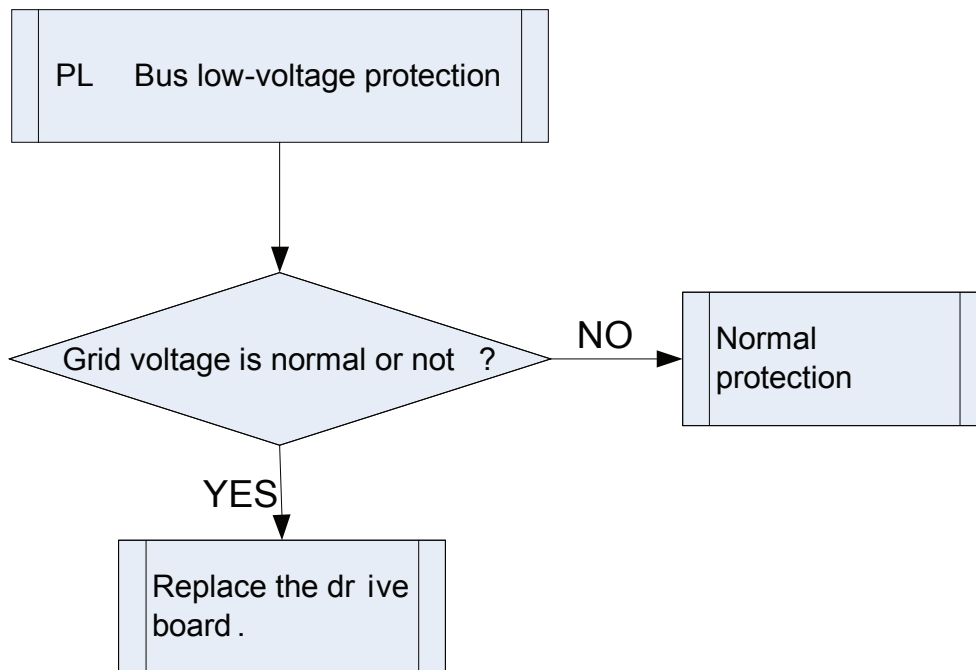 PL Bus low-voltage protection
Grid voltage is normal or not ?
NO
Normal
protection
YES
Replace the dr ive
board .